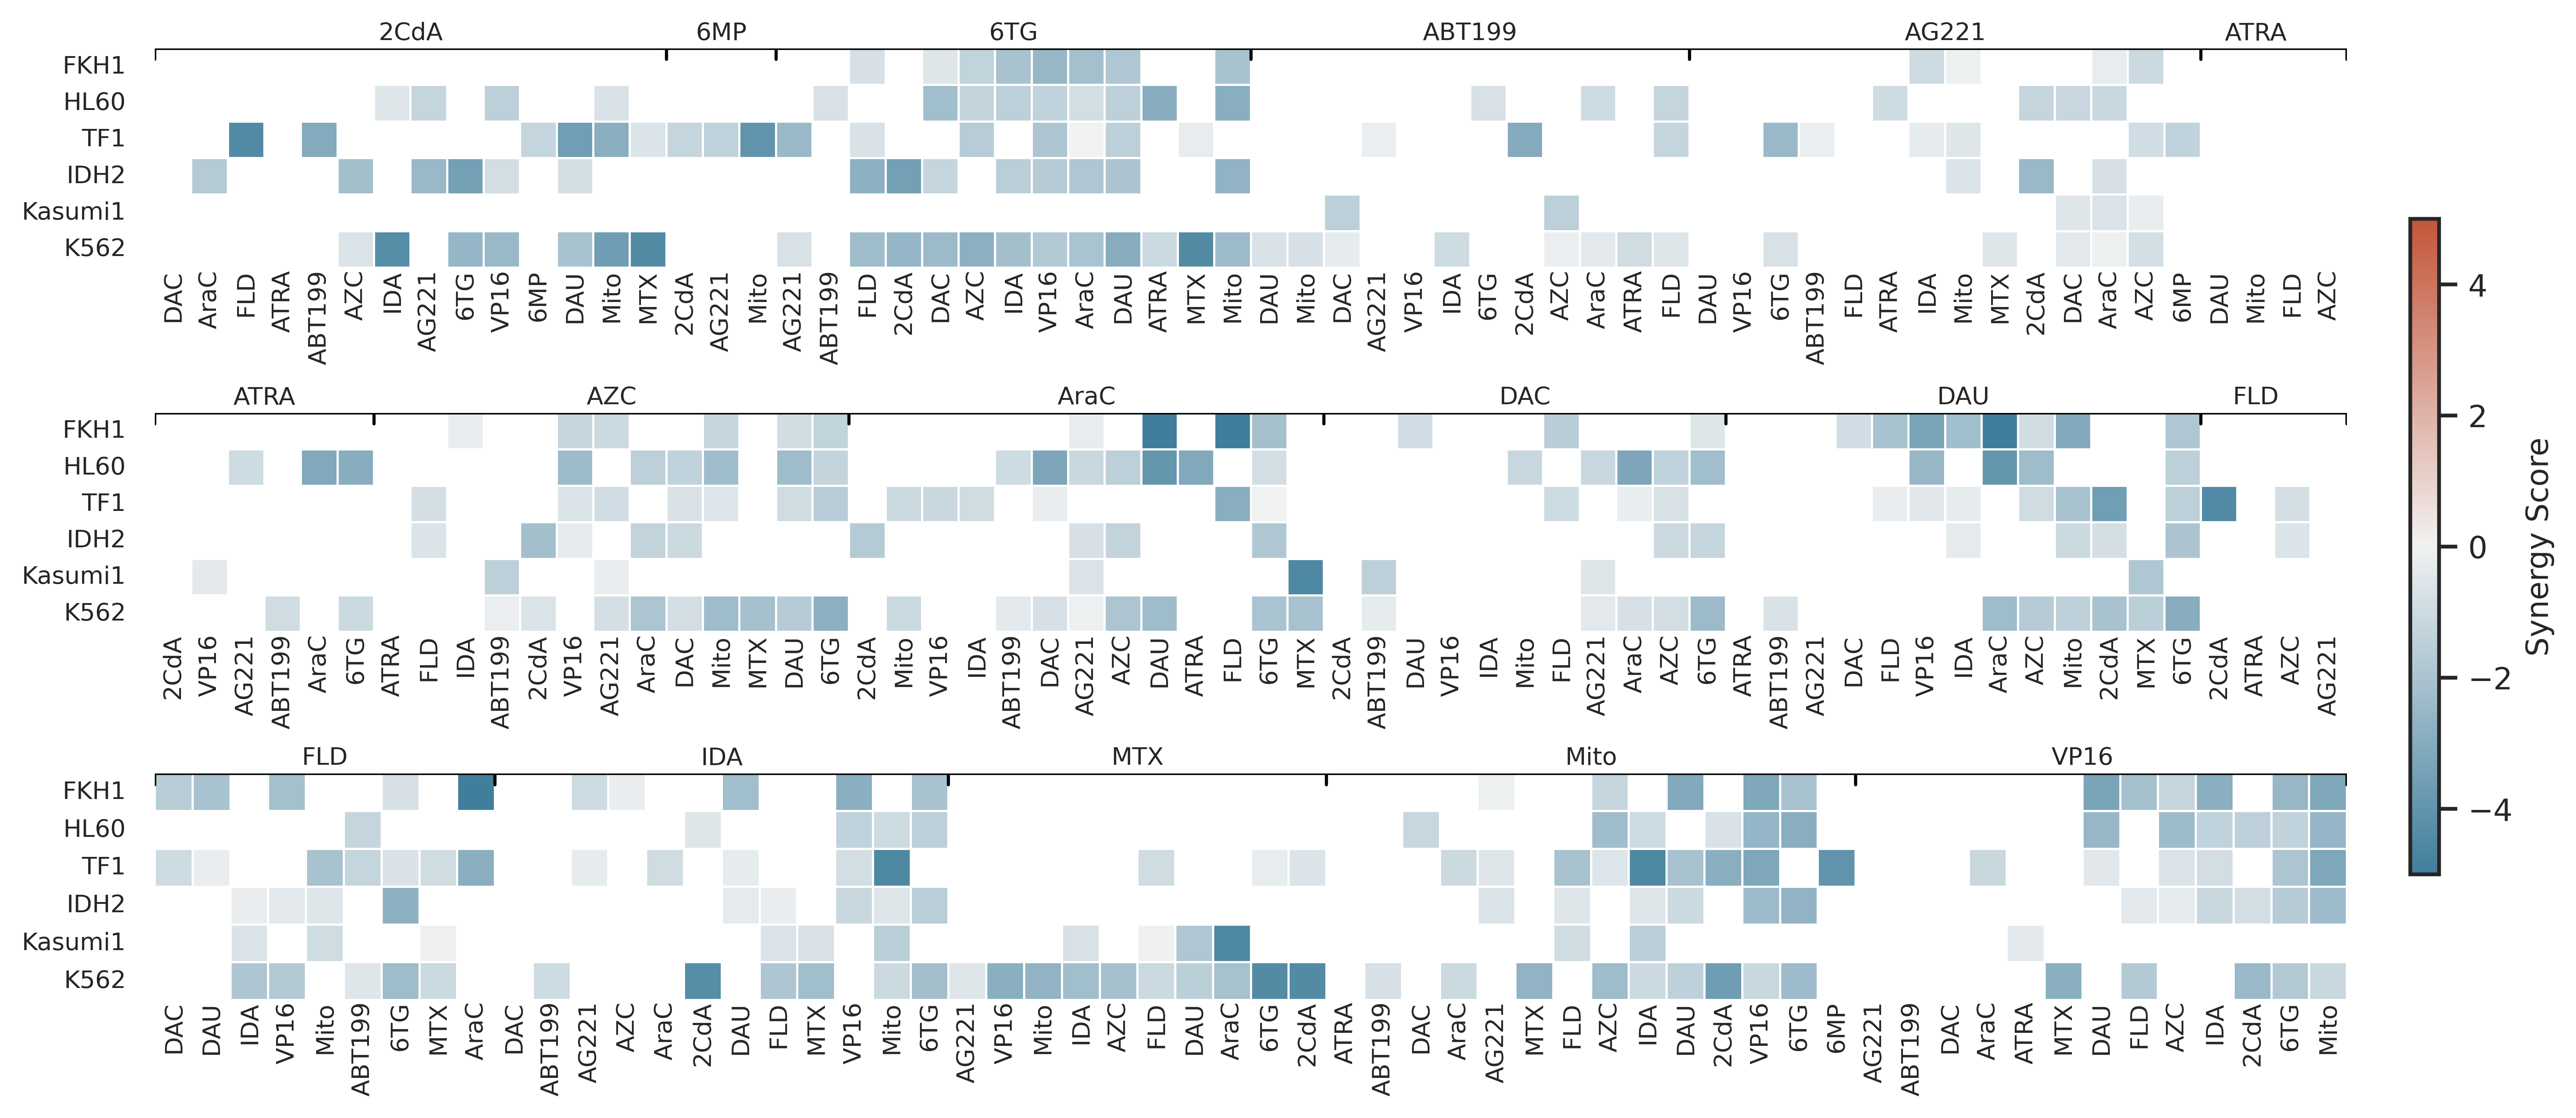 2CdA 6MP 6TG ABT199 AG221 ATRA
FKH1
HL60
TF1
IDH2
Kasumi1
K562
DAC AraC FLD ATRA ABT199 AZC IDA AG221 6TG VP16 6MP DAU Mito MTX 2CdA AG221 Mito AG221 ABT199 FLD 2CdA DAC AZC IDA VP16 AraC DAU ATRA MTX Mito DAU Mito DAC AG221 VP16 IDA 6TG 2CdA AZC AraC ATRA FLD DAU VP16 6TG ABT199 FLD ATRA IDA Mito MTX 2CdA DAC AraC AZC 6MP DAU Mito FLD AZC
ATRA AZC AraC DAC DAU FLD
FKH1
HL60
TF1
IDH2
Kasumi1
K562
2CdA VP16 AG221 ABT199 AraC 6TG ATRA FLD IDA ABT199 2CdA VP16 AG221 AraC DAC Mito MTX DAU 6TG 2CdA Mito VP16 IDA ABT199 DAC AG221 AZC DAU ATRA FLD 6TG MTX 2CdA ABT199 DAU VP16 IDA Mito FLD AG221 AraC AZC 6TG ATRA ABT199 AG221 DAC FLD VP16 IDA AraC AZC Mito 2CdA MTX 6TG 2CdA ATRA AZC AG221
FLD IDA MTX Mito VP16
FKH1
HL60
TF1
IDH2
Kasumi1
K562
DAC DAU IDA VP16 Mito ABT199 6TG MTX AraC DAC ABT199 AG221 AZC AraC 2CdA DAU FLD MTX VP16 Mito 6TG AG221 VP16 Mito IDA AZC FLD DAU AraC 6TG 2CdA ATRA ABT199 DAC AraC AG221 MTX FLD AZC IDA DAU 2CdA VP16 6TG 6MP AG221 ABT199 DAC AraC ATRA MTX DAU FLD AZC IDA 2CdA 6TG Mito
4
2
0
−2
−4
Synergy Score